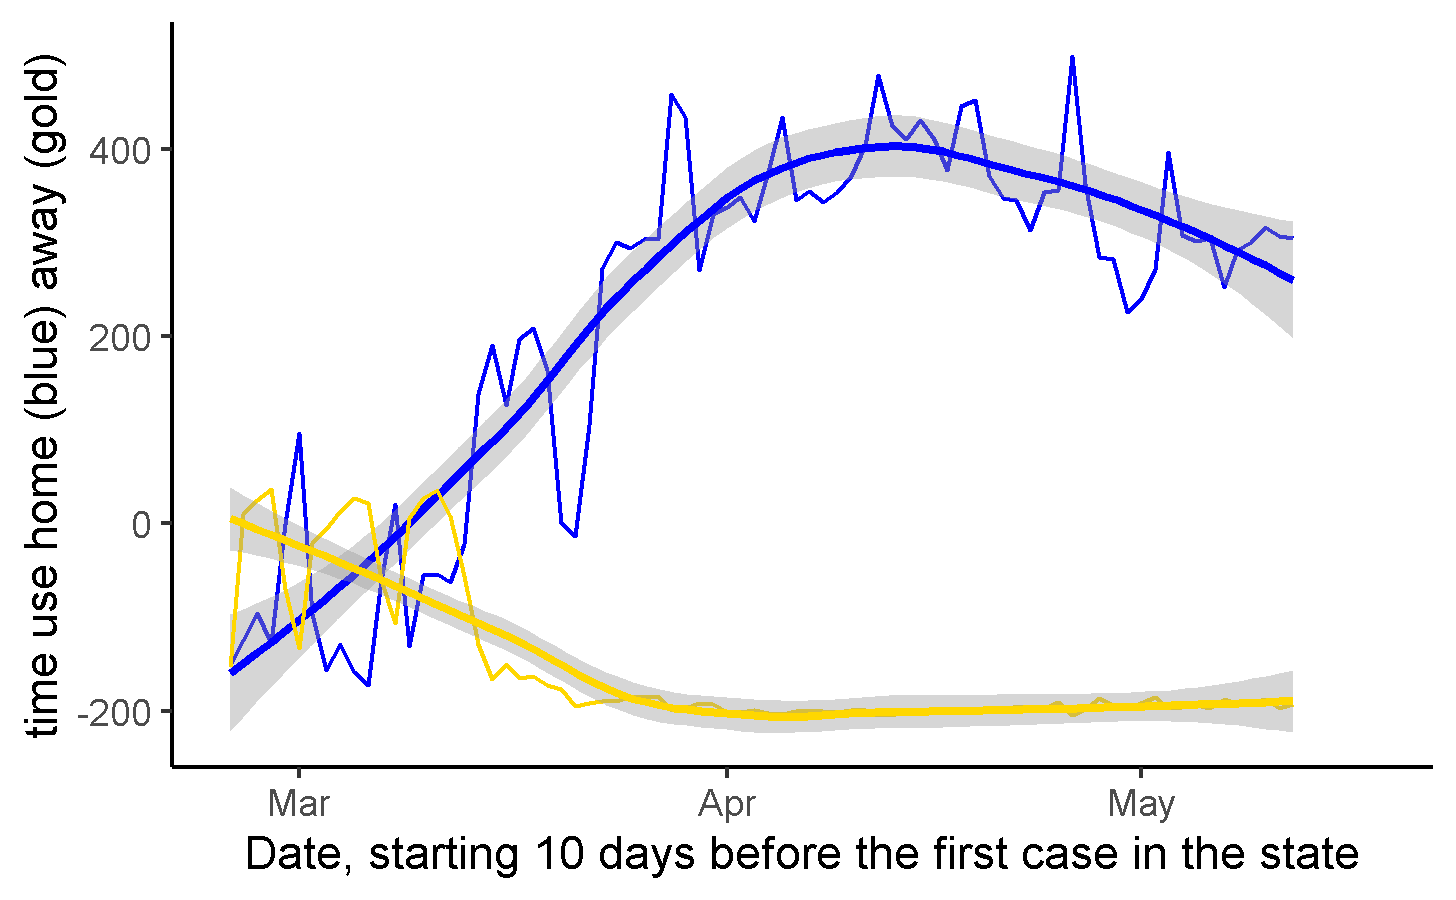 time use home (blue) away (gold)
400
200
0
-200
Mar Apr May
Date, starting 10 days before the first case in the state